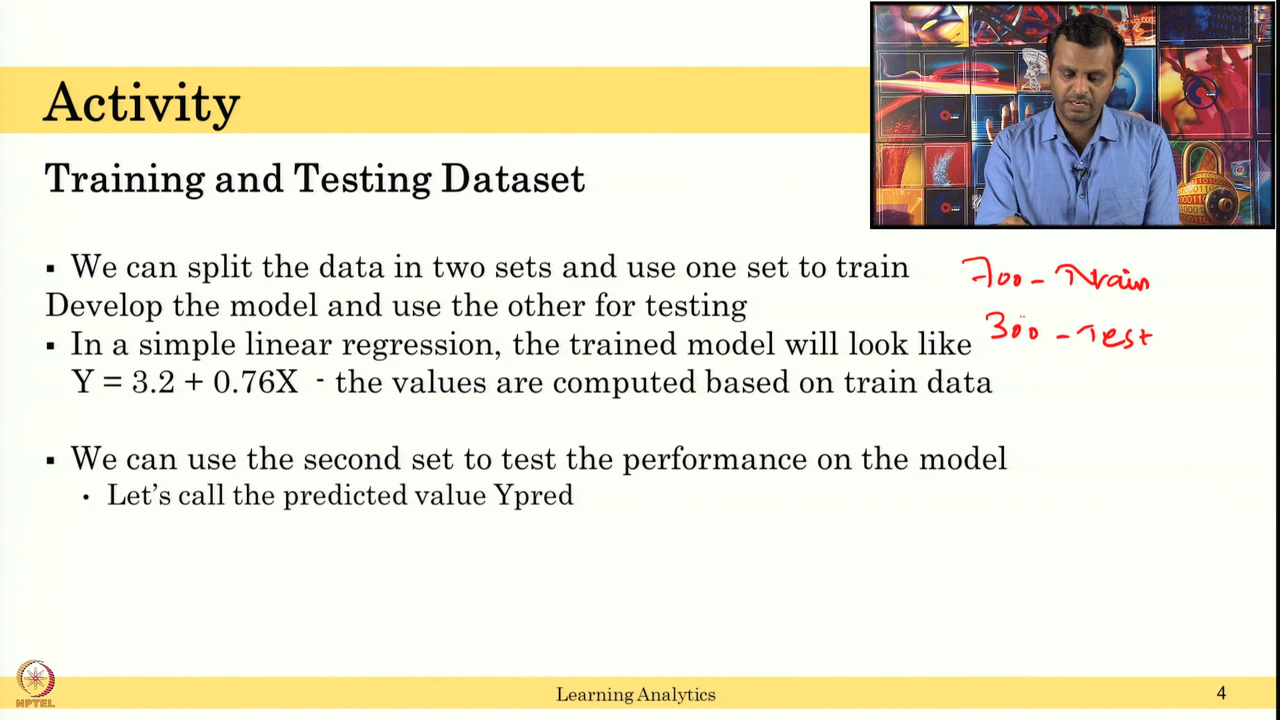 Activity
Training and Testing Dataset
▪ We can split the data in two sets and use one set to train
Develop the model and use the other for testing
▪ In a simple linear regression, the trained model will look like
Y = 3.2 + 0.76X - the values are computed based on train data
▪ We can use the second set to test the performance on the model
• Let's call the predicted value Ypred
700 - Train
300 - Test
NPTEL
Learning Analytics
4